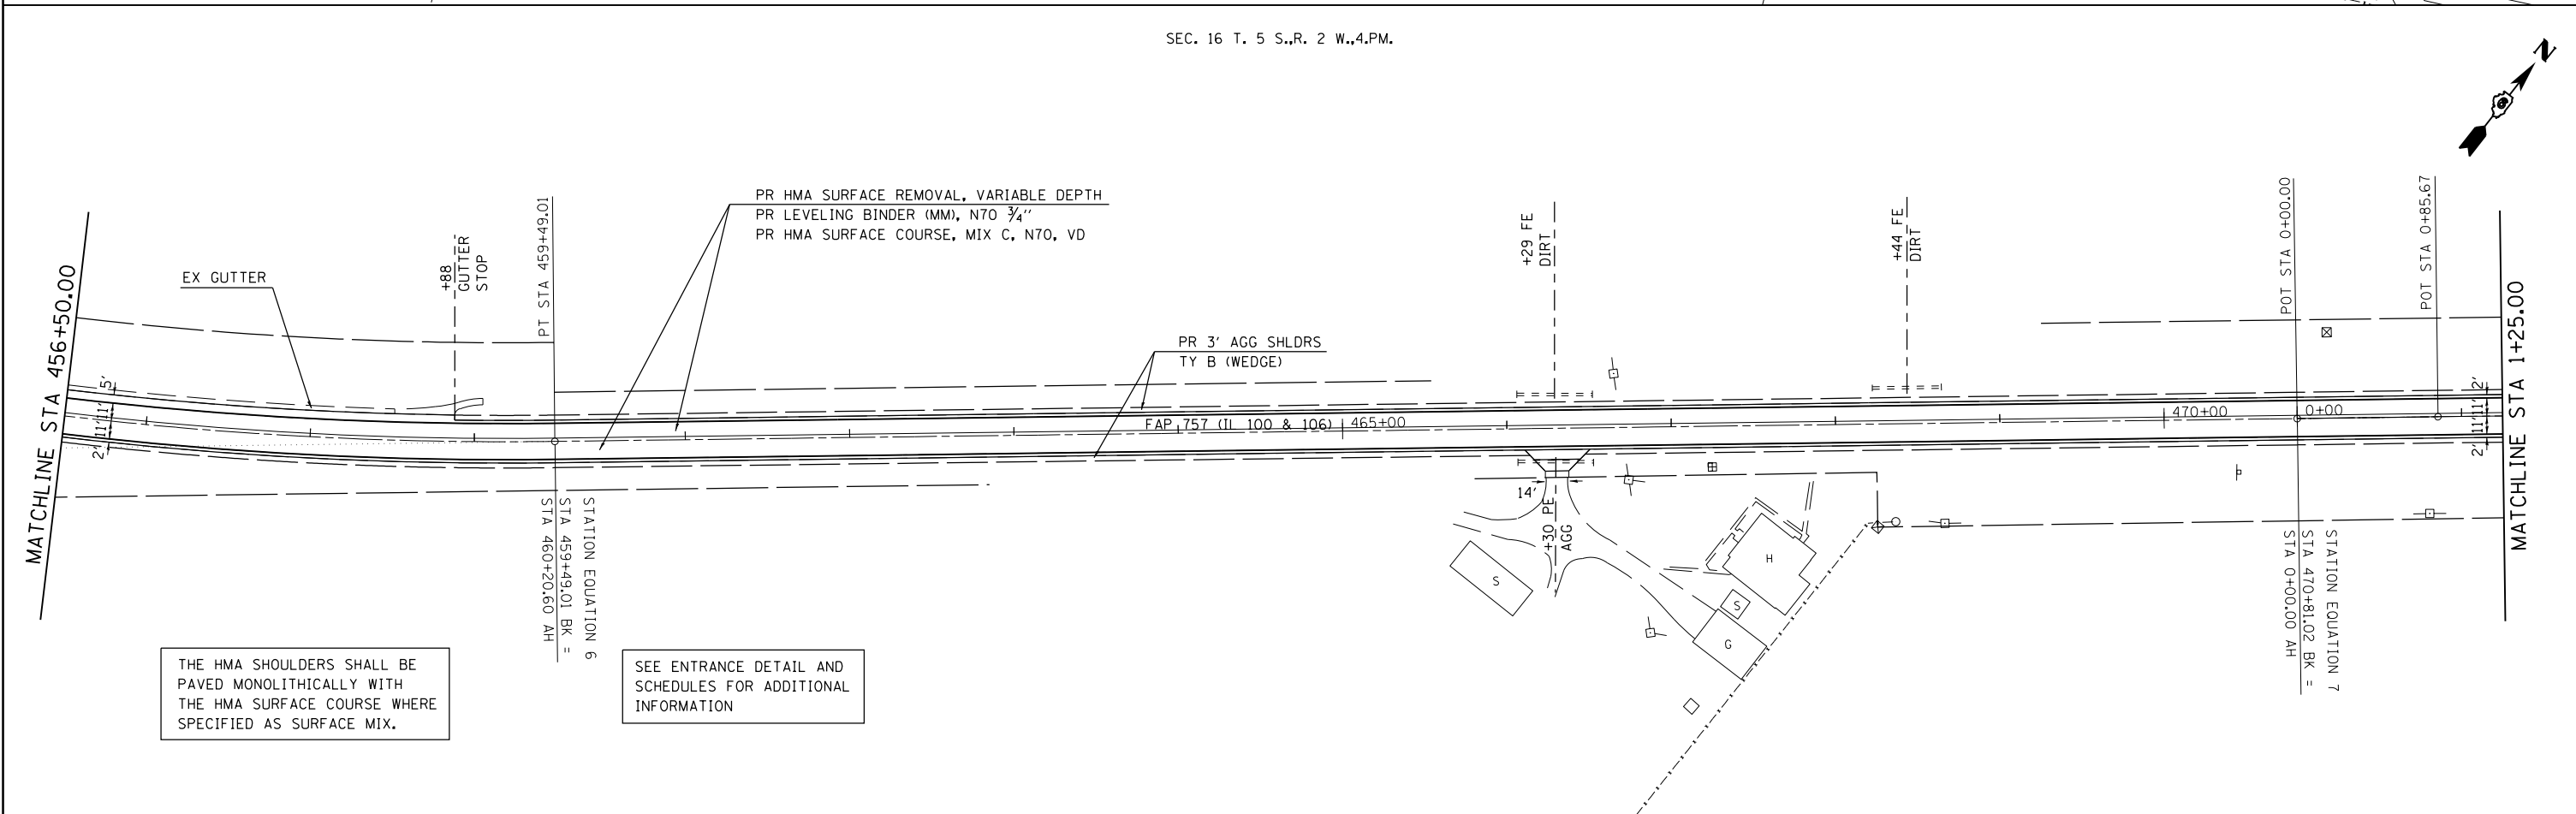 SEC. 16 T. 5 S.,R. 2 W.,4.PM.
N
MATCHLINE STA 456+50.00
EX GUTTER
5'
11'
11'
2'
+88
GUTTER
STOP
PT STA 459+49.01
PR HMA SURFACE REMOVAL, VARIABLE DEPTH
PR LEVELING BINDER (MM), N70 3/4''
PR HMA SURFACE COURSE, MIX C, N70, VD
PR 3' AGG SHLDRS
TY B (WEDGE)
+29 FE
DIRT
+44 FE
DIRT
POT STA 0+00.00
POT STA 0+85.67
MATCHLINE STA 1+25.00
2'
11'
11'
2'
FAP 757 (IL 100 & 106)
465+00
470+00
0+00
STATION EQUATION 6
STA 459+49.01 BK =
STA 460+20.60 AH
14'
+30 PE
AGG
S
H
S
G
STATION EQUATION 7
STA 470+81.02 BK =
STA 0+00.00 AH
THE HMA SHOULDERS SHALL BE
PAVED MONOLITHICALLY WITH
THE HMA SURFACE COURSE WHERE
SPECIFIED AS SURFACE MIX.
SEE ENTRANCE DETAIL AND
SCHEDULES FOR ADDITIONAL
INFORMATION